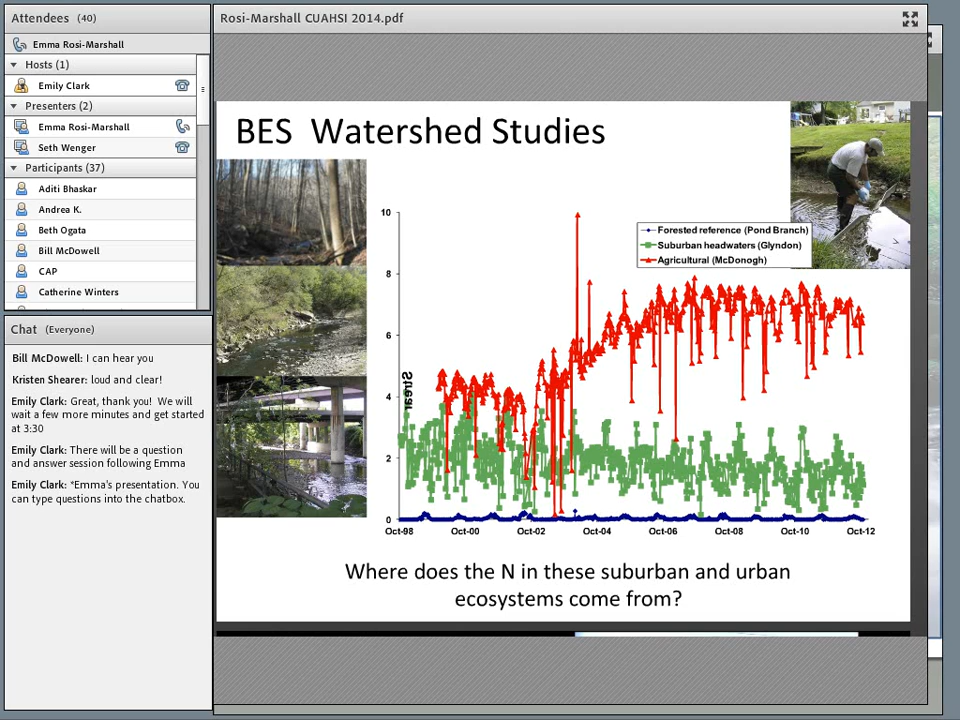 Attendees (40)
Emma Rosi-Marshall
Hosts (1)
Emily Clark
Presenters (2)
Emma Rosi-Marshall
Seth Wenger
Participants (37)
Aditi Bhaskar
Andrea K.
Beth Ogata
Bill McDowell
CAP
Catherine Winters
Chat (Everyone)
Bill McDowell: I can hear you
Kristen Shearer: loud and clear!
Emily Clark: Great, thank you! We will
wait a few more minutes and get started
at 3:30
Emily Clark: There will be a question
and answer session following Emma
Emily Clark: *Emma's presentation. You
can type questions into the chatbox.
Rosi-Marshall CUAHSI 2014.pdf
BES Watershed Studies
Forested reference (Pond Branch)
Suburban headwaters (Glyndon)
Agricultural (McDonogh)
10
8
6
4
2
0
Oct-98 Oct-00 Oct-02 Oct-04 Oct-06 Oct-08 Oct-10 Oct-12
Where does the N in these suburban and urban
ecosystems come from?